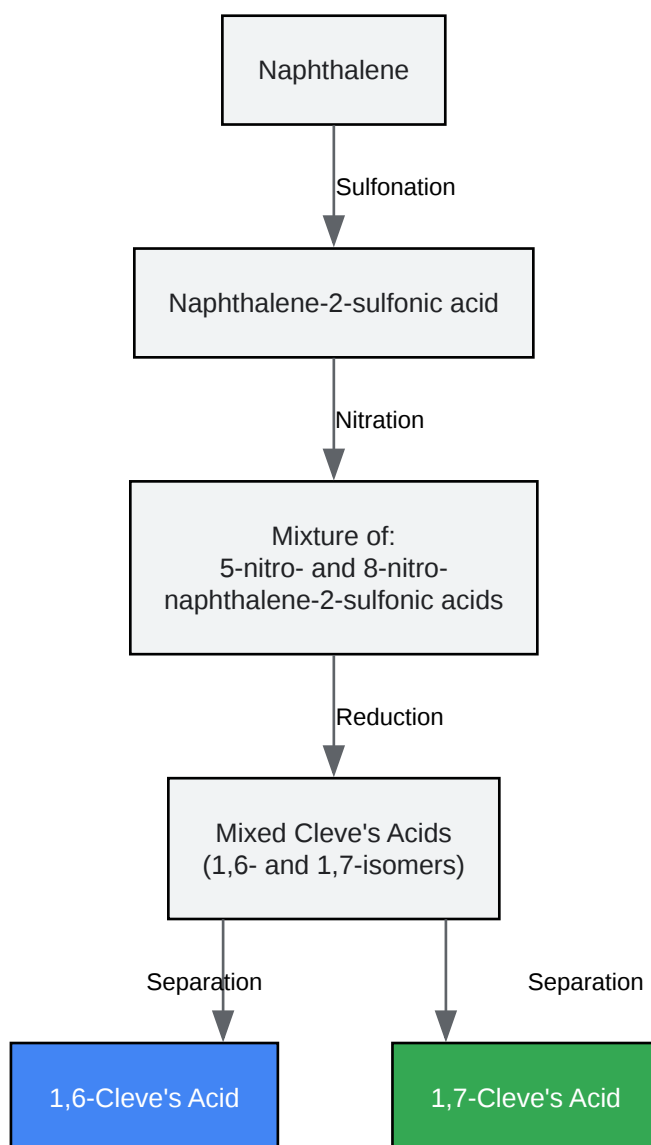 Naphthalene
Sulfonation
Naphthalene-2-sulfonic acid
Nitration
Mixture of:
5-nitro- and 8-nitro-
naphthalene-2-sulfonic acids
Reduction
Mixed Cleve's Acids
(1,6- and 1,7-isomers)
Separation
Separation
1,6-Cleve's Acid
1,7-Cleve's Acid